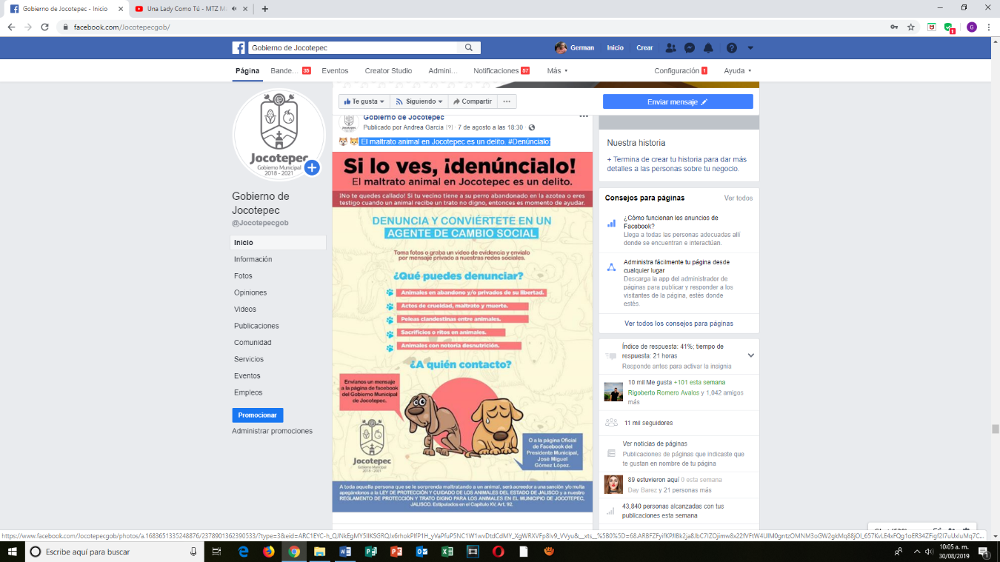 Gobierno de Jocotepec - Inicio
Una Lady Como Tú - MTZ M
facebook.com/Jocotepecgob/
G
Gobierno de Jocotepec
German
Inicio
Crear
Página
Bande... 35
Eventos
Creator Studio
Admini...
Notificaciones 57
Más
Configuración 1
Ayuda
Te gusta
Siguiendo
Compartir
Enviar mensaje
Jocotepec
Gobierno Municipal
2018 - 2021
Gobierno de
Jocotepec
@Jocotepecgob
Inicio
Información
Fotos
Opiniones
Videos
Publicaciones
Comunidad
Servicios
Eventos
Empleos
Promocionar
Administrar promociones
Gobierno de Jocotepec
Publicado por Andrea Garcia [?] · 7 de agosto a las 18:30 ·
El maltrato animal en Jocotepec es un delito. #Denúncialo:
Si lo ves, ¡denúncialo!
El maltrato animal en Jocotepec es un delito.
¡No te quedes callado! Si tu vecino tiene a su perro abandonado en la azotea o eres
testigo cuando un animal recibe un trato no digno, entonces es momento de ayudar.
DENUNCIA Y CONVIÉRTETE EN UN
AGENTE DE CAMBIO SOCIAL
Toma fotos o graba un video de evidencia y envíalo
por mensaje privado a nuestras redes sociales.
¿Qué puedes denunciar?
Animales en abandono y/o privados de su libertad.
Actos de crueldad, maltrato y muerte.
Peleas clandestinas entre animales.
Sacrificios o ritos en animales.
Animales con notoria desnutrición.
¿A quién contacto?
Envíanos un mensaje
a la página de facebook
del Gobierno Municipal
de Jocotepec.
Jocotepec
Gobierno Municipal
2018 - 2021
O a la página Oficial
de Facebook del
Presidente Municipal,
José Miguel
Gómez López.
A toda aquella persona que se le sorprenda maltratando a un animal, será acreedor a una sanción y/o multa
apegándonos a la LEY DE PROTECCIÓN Y CUIDADO DE LOS ANIMALES DEL ESTADO DE JALISCO y a nuestro
REGLAMENTO DE PROTECCIÓN Y TRATO DIGNO PARA LOS ANIMALES EN EL MUNICIPIO DE JOCOTEPEC,
JALISCO. Estipulados en el Capítulo XV, Art. 92.
Nuestra historia
+ Termina de crear tu historia para dar más
detalles a las personas sobre tu negocio.
Consejos para páginas
Ver todos
¿Cómo funcionan los anuncios de
Facebook?
Llega a todas las personas adecuadas allí
donde se encuentran e interactúan.
Administra fácilmente tu página desde
cualquier lugar
Descarga la app del administrador de
páginas para publicar y responder a los
visitantes de la página, estés donde
estés.
Ver todos los consejos para páginas
Índice de respuesta: 41%; tiempo de
respuesta: 21 horas
Responde antes para activar la insignia
10 mil Me gusta +101 esta semana
Rigoberto Romero Avalos y 1,042 amigos
más
11 mil seguidores
Ver noticias de páginas
Publicaciones de páginas que indicaste que
te gustan en nombre de tu página
89 estuvieron aquí 0 esta semana
Day Barez y 21 personas más
43,840 personas alcanzadas con tus
publicaciones esta semana
Escribe aquí para buscar
10:05 a. m.
30/08/2019
1